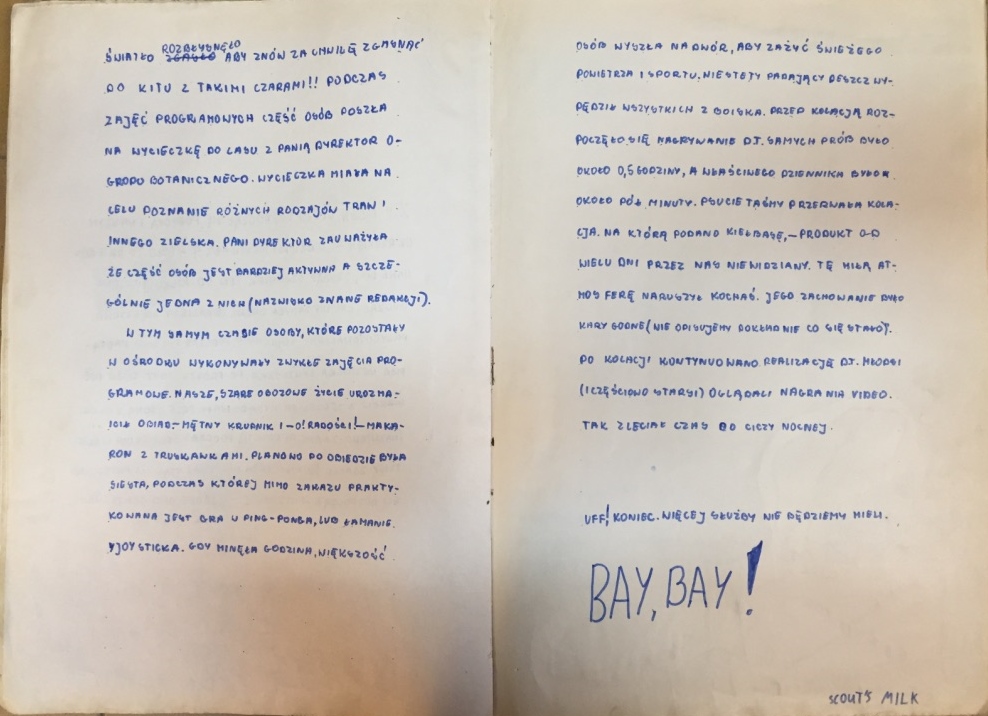 ROZBŁYSNĘŁO
ŚWIATŁO ZGASŁO ABY ZNÓW ZA CHWILĘ ZGASNĄĆ
DO KITU Z TAKIMI CZARAMI!! PODCZAS
ZAJĘĆ PROGRAMOWYCH CZĘŚĆ OSÓB POSZŁA
NA WYCIECZKĘ DO LASU Z PANIĄ DYREKTOR O-
GRODU BOTANICZNEGO. WYCIECZKA MIAŁA NA
CELU POZNANIE RÓŻNYCH RODZAJÓW TRAW I
INNEGO ZIELSKA. PANI DYREKTOR ZAUWAŻYŁA
ŻE CZĘŚĆ OSÓB JEST BARDZIEJ AKTYWNA A SZCZE-
GÓLNIE JEDNA Z NICH (NAZWISKO ZNANE REDAKCJI).
W TYM SAMYM CZASIE OSOBY, KTÓRE POZOSTAŁY
W OŚRODKU WYKONYWAŁY ZWYKŁE ZAJĘCIA PRO-
GRAMOWE. NASZE, SZARE OBOZOWE ŻYCIE UROZMA-
ICIŁ OBIAD:- MĘTNY KRUPNIK I - O! RADOŚCI! - MAKA-
RON Z TRUSKAWKAMI. PLANOWO PO OBIEDZIE BYŁA
SIESTA, PODCZAS KTÓREJ MIMO ZAKAZU PRAKTY-
KOWANA JEST GRA W PING-PONGA, LUB ŁAMANIE
JOYSTICKA. GDY MINĘŁA GODZINA, WIĘKSZOŚĆ
OSÓB WYSZŁA NA DWÓR, ABY ZAŻYĆ ŚWIEŻEGO
POWIETRZA I SPORTU. NIESTETY PADAJĄCY DESZCZ WY-
PĘDZIŁ WSZYSTKICH Z BOISKA. PRZED KOLACJĄ ROZ-
POCZĘŁO SIĘ NAGRYWANIE D.T. SAMYCH PRÓB BYŁO
OKOŁO 0,5 GODZINY, A WŁAŚCIWEGO DZIENNIKA BYŁO
OKOŁO PÓŁ MINUTY. PSUCIE TAŚMY PRZERWAŁA KOLA-
CJA. NA KTÓRĄ PODANO KIEŁBASĘ, - PRODUKT OD
WIELU DNI PRZEZ NAS NIEWIDZIANY. TĘ MIŁĄ AT-
MOSFERĘ NARUSZYŁ KOCHAŚ. JEGO ZACHOWANIE BYŁO
KARYGODNE (NIE OPISUJEMY DOKŁADNIE CO SIĘ STAŁO).
PO KOLACJI KONTYNUOWANO REALIZACJĘ D.T. MŁODSI
(I CZĘŚCIOWO STARSI) OGLĄDALI NAGRANIA VIDEO.
TAK ZLECIAŁ CZAS DO CICZY NOCNEJ.
UFF! KONIEC. WIĘCEJ SŁUŻBY NIE BĘDZIEMY MIELI.
BAY, BAY!
SCOUT'S MILK